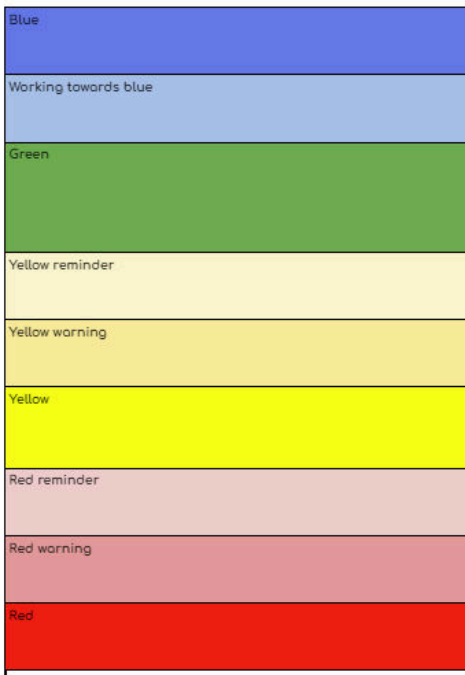 Blue
Working towards blue
Green
Yellow reminder
Yellow warning
Yellow
Red reminder
Red warning
Red